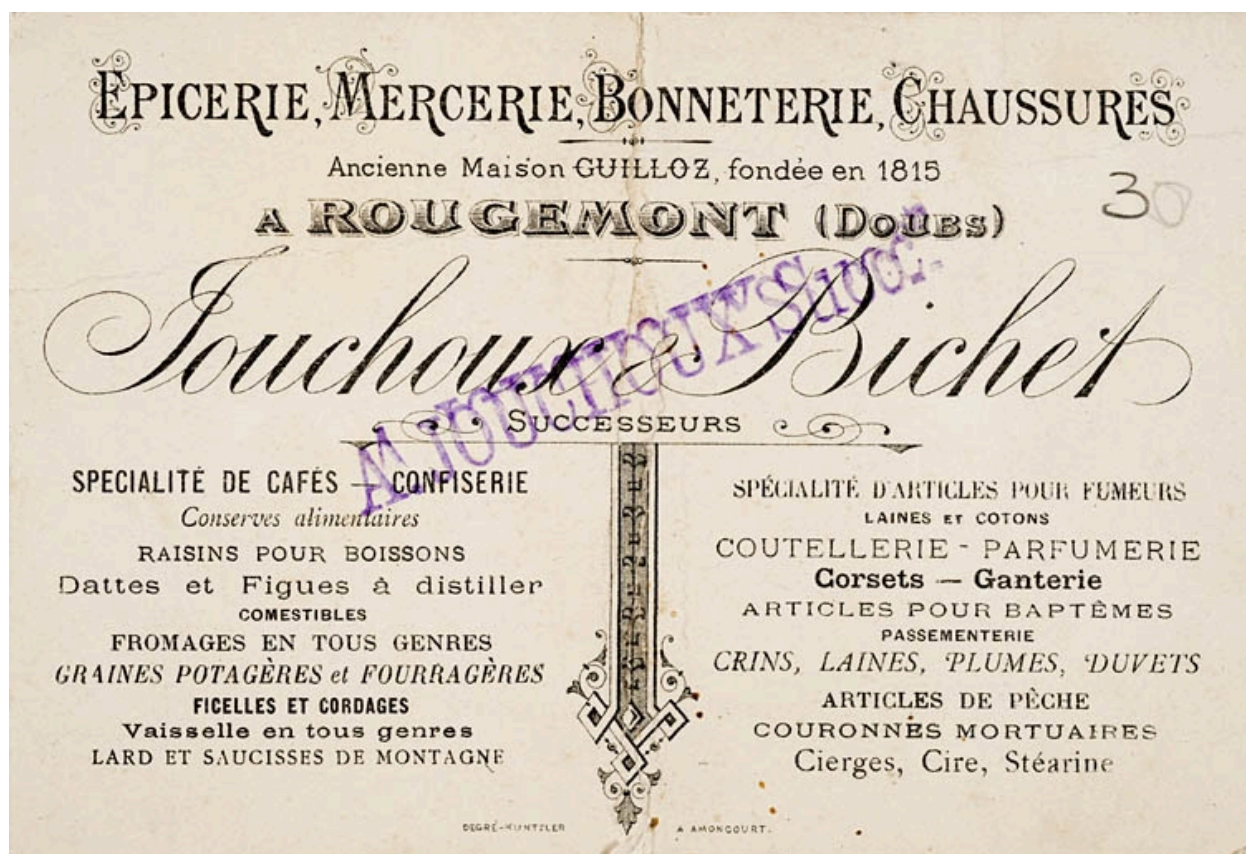 EPICERIE, MERCERIE, BONNETERIE, CHAUSSURES
Ancienne Maison GUILLOZ, fondée en 1815
30
A ROUGEMONT (DOUBS)
Jouchoux & Bichet
A. JOUCHOUX Succr.
SUCCESSEURS
SPECIALITÉ DE CAFÉS — CONFISERIE
Conserves alimentaires
RAISINS POUR BOISSONS
Dattes et Figues à distiller
COMESTIBLES
FROMAGES EN TOUS GENRES
GRAINES POTAGÈRES et FOURRAGÈRES
FICELLES ET CORDAGES
Vaisselle en tous genres
LARD ET SAUCISSES DE MONTAGNE
SPÉCIALITÉ D'ARTICLES POUR FUMEURS
LAINES ET COTONS
COUTELLERIE - PARFUMERIE
Corsets — Ganterie
ARTICLES POUR BAPTÊMES
PASSEMENTERIE
CRINS, LAINES, PLUMES, DUVETS
ARTICLES DE PÊCHE
COURONNES MORTUAIRES
Cierges, Cire, Stéarine
DEGRÉ-KUNTZLER A AMONCOURT.